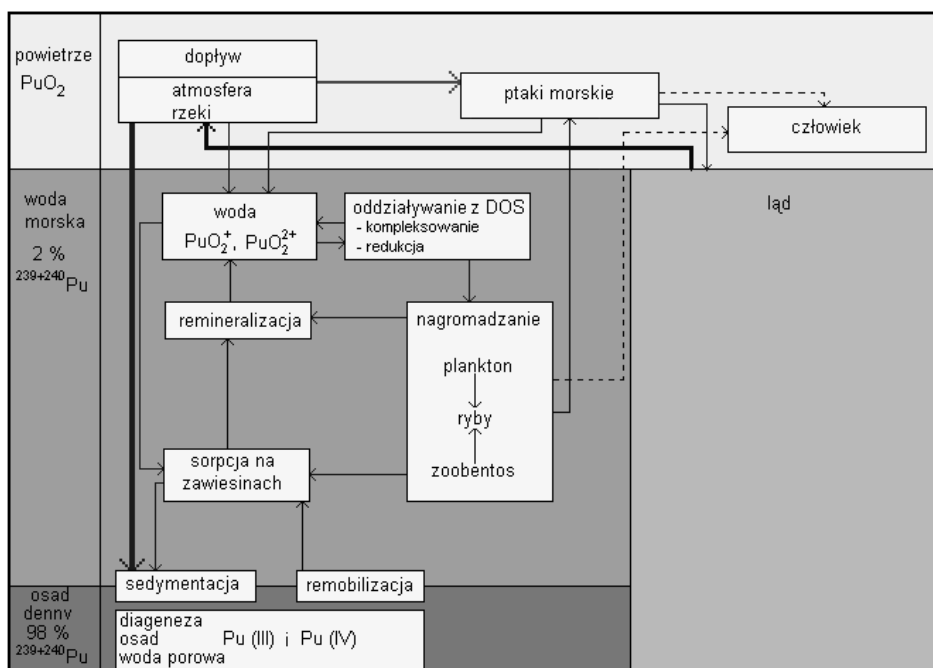 powietrze
PuO₂
dopływ
atmosfera
rzeki
ptaki morskie
człowiek
woda
morska
2 %
²³⁹⁺²⁴⁰Pu
woda
PuO₂⁺, PuO₂²⁺
oddziaływanie z DOS
- kompleksowanie
- redukcja
ląd
remineralizacja
nagromadzanie
plankton
ryby
zoobentos
sorpcja na
zawiesinach
sedymentacja
remobilizacja
osad
dennv
98 %
²³⁹⁺²⁴⁰Pu
diageneza
osad Pu (III) i Pu (IV)
woda porowa